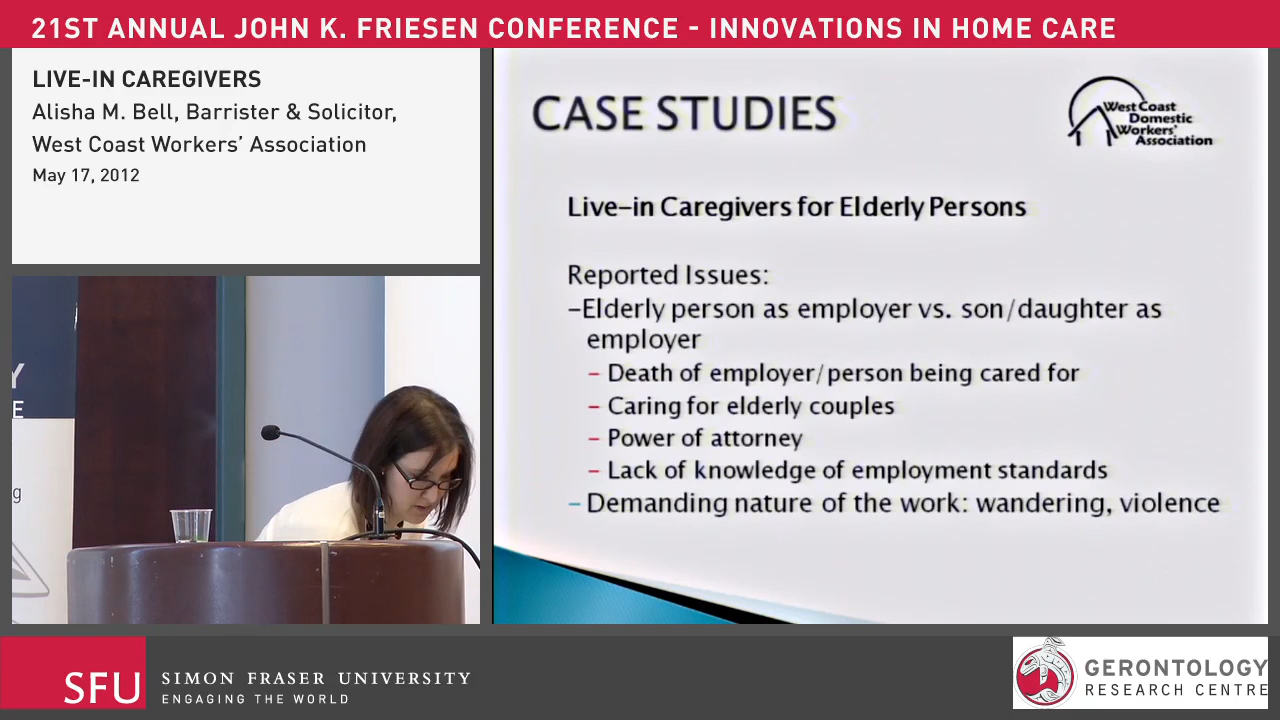 21ST ANNUAL JOHN K. FRIESEN CONFERENCE - INNOVATIONS IN HOME CARE
LIVE-IN CAREGIVERS
Alisha M. Bell, Barrister & Solicitor,
West Coast Workers’ Association
May 17, 2012
Y
E
g
CASE STUDIES
West Coast
Domestic
Workers'
Association
Live-in Caregivers for Elderly Persons
Reported Issues:
-Elderly person as employer vs. son/daughter as
employer
- Death of employer/person being cared for
- Caring for elderly couples
- Power of attorney
- Lack of knowledge of employment standards
- Demanding nature of the work: wandering, violence
SFU
SIMON FRASER UNIVERSITY
ENGAGING THE WORLD
GERONTOLOGY
RESEARCH CENTRE